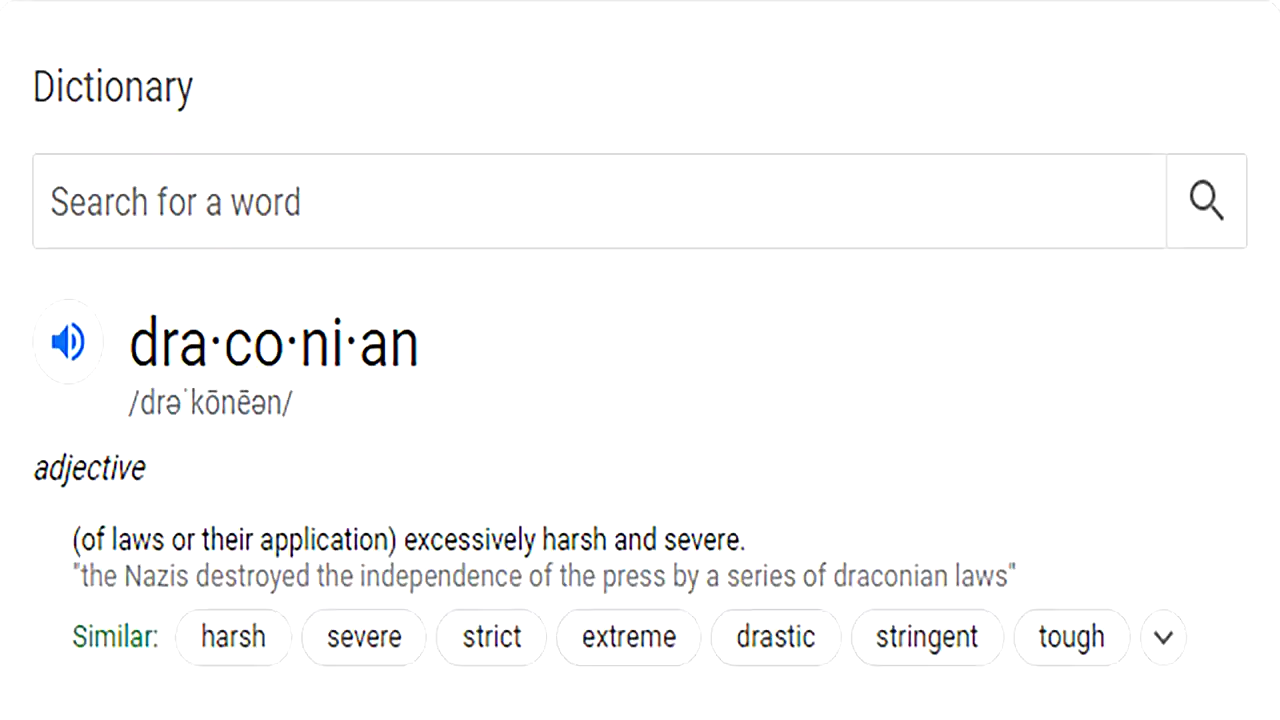 Dictionary
Search for a word
dra·co·ni·an
/drəˈkōnēən/
adjective
(of laws or their application) excessively harsh and severe.
"the Nazis destroyed the independence of the press by a series of draconian laws"
Similar: harsh severe strict extreme drastic stringent tough